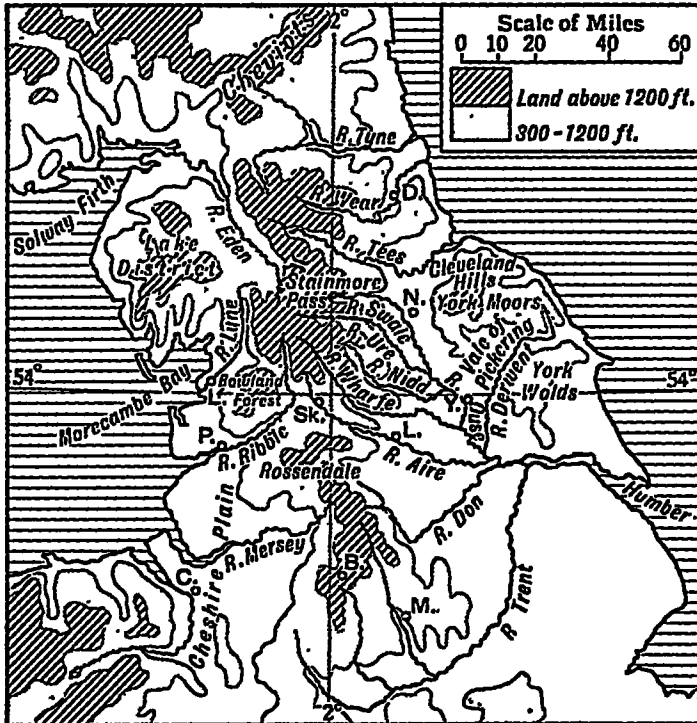 2°
Scale of Miles
0 10 20 40 60
Land above 1200 ft.
300-1200 ft.
Cheviots
R. Tyne
Solway Firth
R. Wear
D.
R. Eden
R. Tees
Lake
District
Cleveland
Hills
Stainmore
Pass
R. Swale
N.
York Moors
R. Lune
R. Ure
Vale of
Pickering
R. Nidd
R. Ouse
R. Derwent
54°
54°
R. Wharfe
York
Wolds
Y.
Morecambe Bay
L.
Bowland
Forest
Sk.
L.
P.
R. Ribble
Rossendale
R. Aire
Humber
Plain
R. Don
R. Mersey
C.
Cheshire
B.
M.
R. Trent
2°